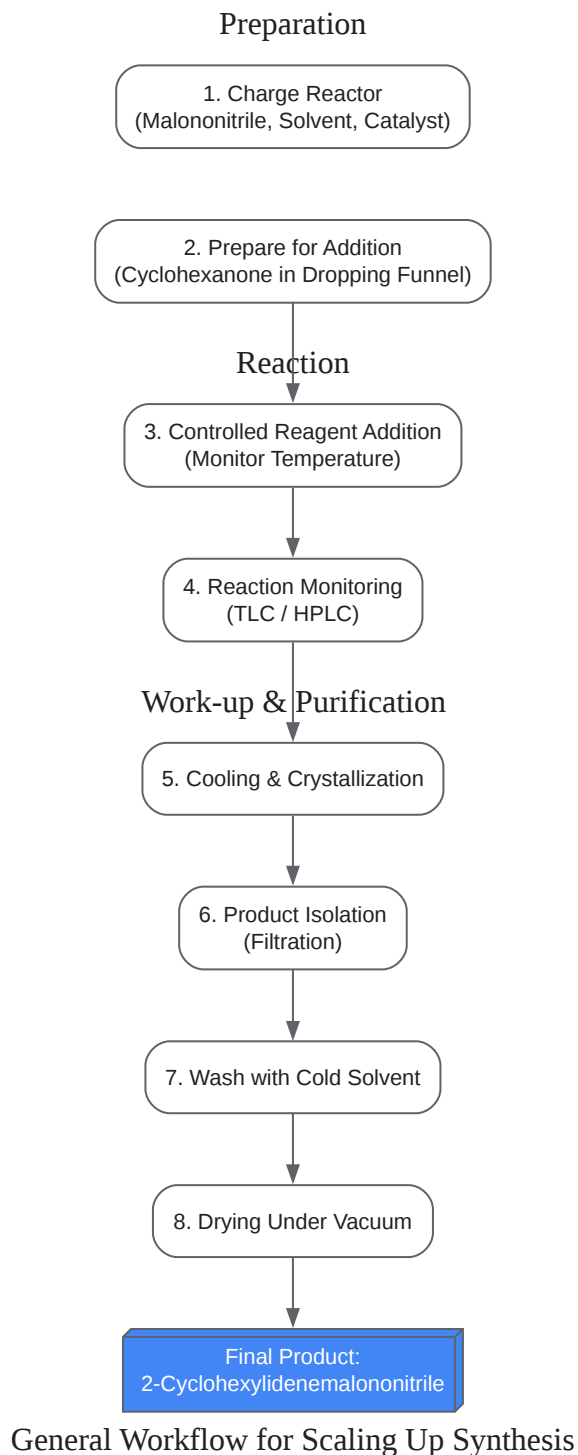 Preparation
1. Charge Reactor
(Malononitrile, Solvent, Catalyst)
2. Prepare for Addition
(Cyclohexanone in Dropping Funnel)
Reaction
3. Controlled Reagent Addition
(Monitor Temperature)
4. Reaction Monitoring
(TLC / HPLC)
Work-up & Purification
5. Cooling & Crystallization
6. Product Isolation
(Filtration)
7. Wash with Cold Solvent
8. Drying Under Vacuum
Final Product:
2-Cyclohexylidenemalononitrile
General Workflow for Scaling Up Synthesis